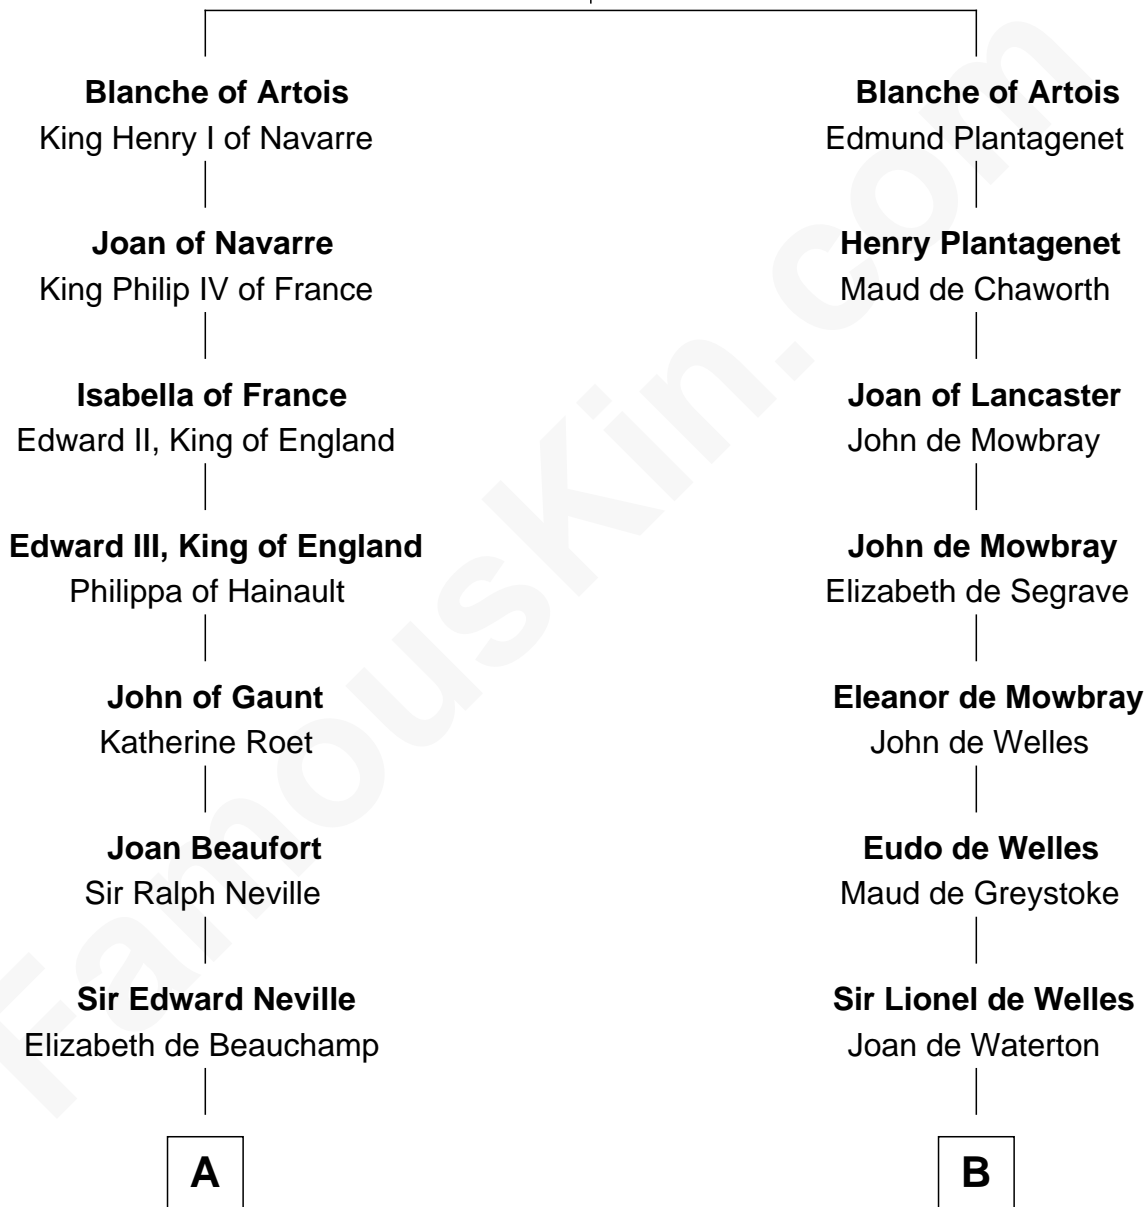 Blanche of Artois
King Henry I of Navarre
Joan of Navarre
King Philip IV of France
Isabella of France
Edward II, King of England
Edward III, King of England
Philippa of Hainault
John of Gaunt
Katherine Roet
Joan Beaufort
Sir Ralph Neville
Sir Edward Neville
Elizabeth de Beauchamp
A
Blanche of Artois
Edmund Plantagenet
Henry Plantagenet
Maud de Chaworth
Joan of Lancaster
John de Mowbray
John de Mowbray
Elizabeth de Segrave
Eleanor de Mowbray
John de Welles
Eudo de Welles
Maud de Greystoke
Sir Lionel de Welles
Joan de Waterton
B
FamousKin.com